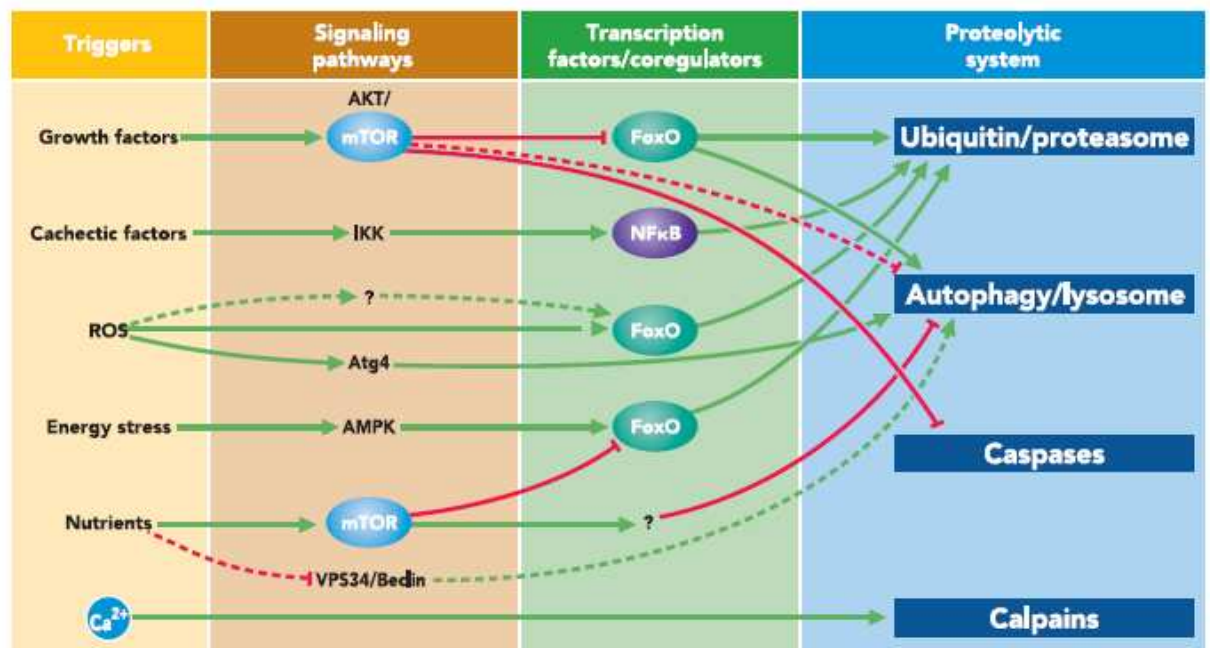 Triggers
Signaling
pathways
Transcription
factors/coregulators
Proteolytic
system
AKT/
Growth factors
mTOR
FoxO
Ubiquitin/proteasome
Cachectic factors
IKK
NFκB
Autophagy/lysosome
?
ROS
FoxO
Atg4
Energy stress
AMPK
FoxO
Caspases
Nutrients
mTOR
?
VPS34/Beclin
Ca2+
Calpains